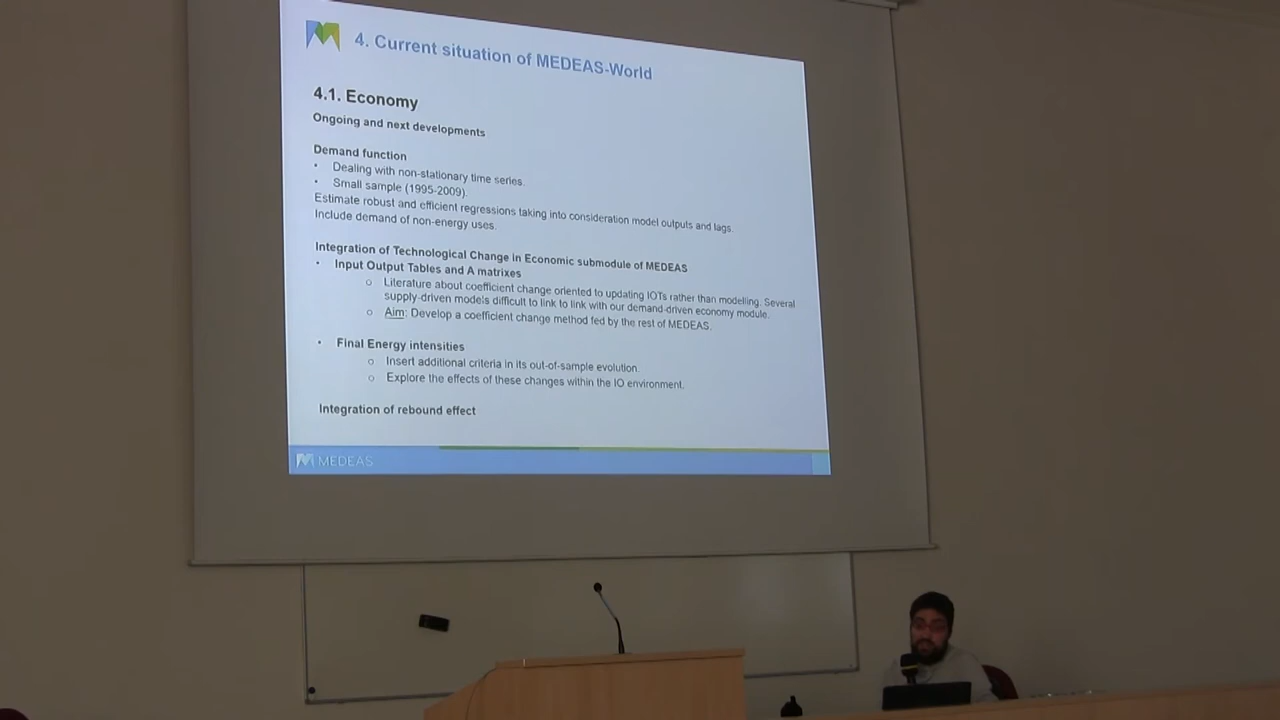 4. Current situation of MEDEAS-World
4.1. Economy
Ongoing and next developments
Demand function
• Dealing with non-stationary time series.
• Small sample (1995-2009).
Estimate robust and efficient regressions taking into consideration model outputs and lags.
Include demand of non-energy uses.
Integration of Technological Change in Economic submodule of MEDEAS
• Input Output Tables and A matrixes
o Literature about coefficient change oriented to updating IOTs rather than modelling. Several
supply-driven models difficult to link to link with our demand-driven economy module.
o Aim: Develop a coefficient change method fed by the rest of MEDEAS.
• Final Energy intensities
o Insert additional criteria in its out-of-sample evolution.
o Explore the effects of these changes within the IO environment.
Integration of rebound effect
MEDEAS